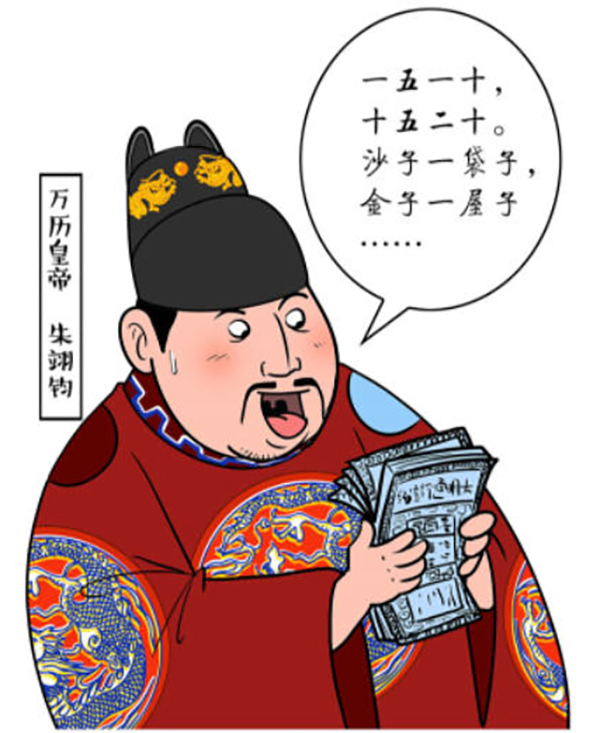 一五一十，
十五二十。
沙子一袋子，
金子一屋子
……
万历皇帝 朱翊钧